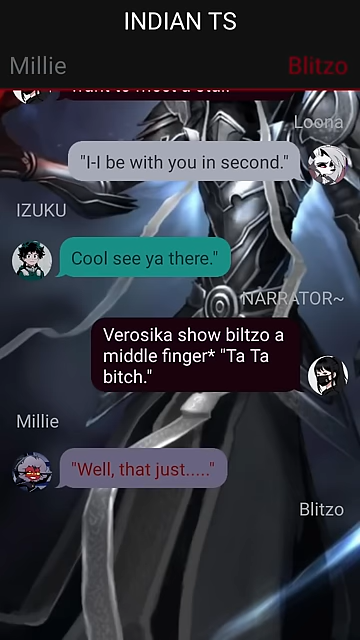 INDIAN TS
Millie Blitzo
Loona
"I-I be with you in second."
IZUKU
Cool see ya there."
NARRATOR~
Verosika show biltzo a
middle finger* "Ta Ta
bitch."
Millie
"Well, that just....."
Blitzo